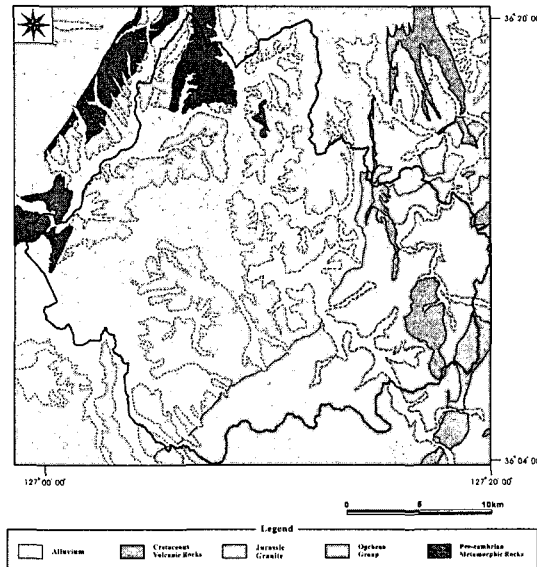 36° 20' 00
36° 04' 00
127° 00' 00
127° 20' 00
0 5 10km
Legend
Alluvium
Cretaceous Volcanic Rocks
Jurassic Granite
Ogcheon Group
Pre-cambrian Metamorphic Rocks